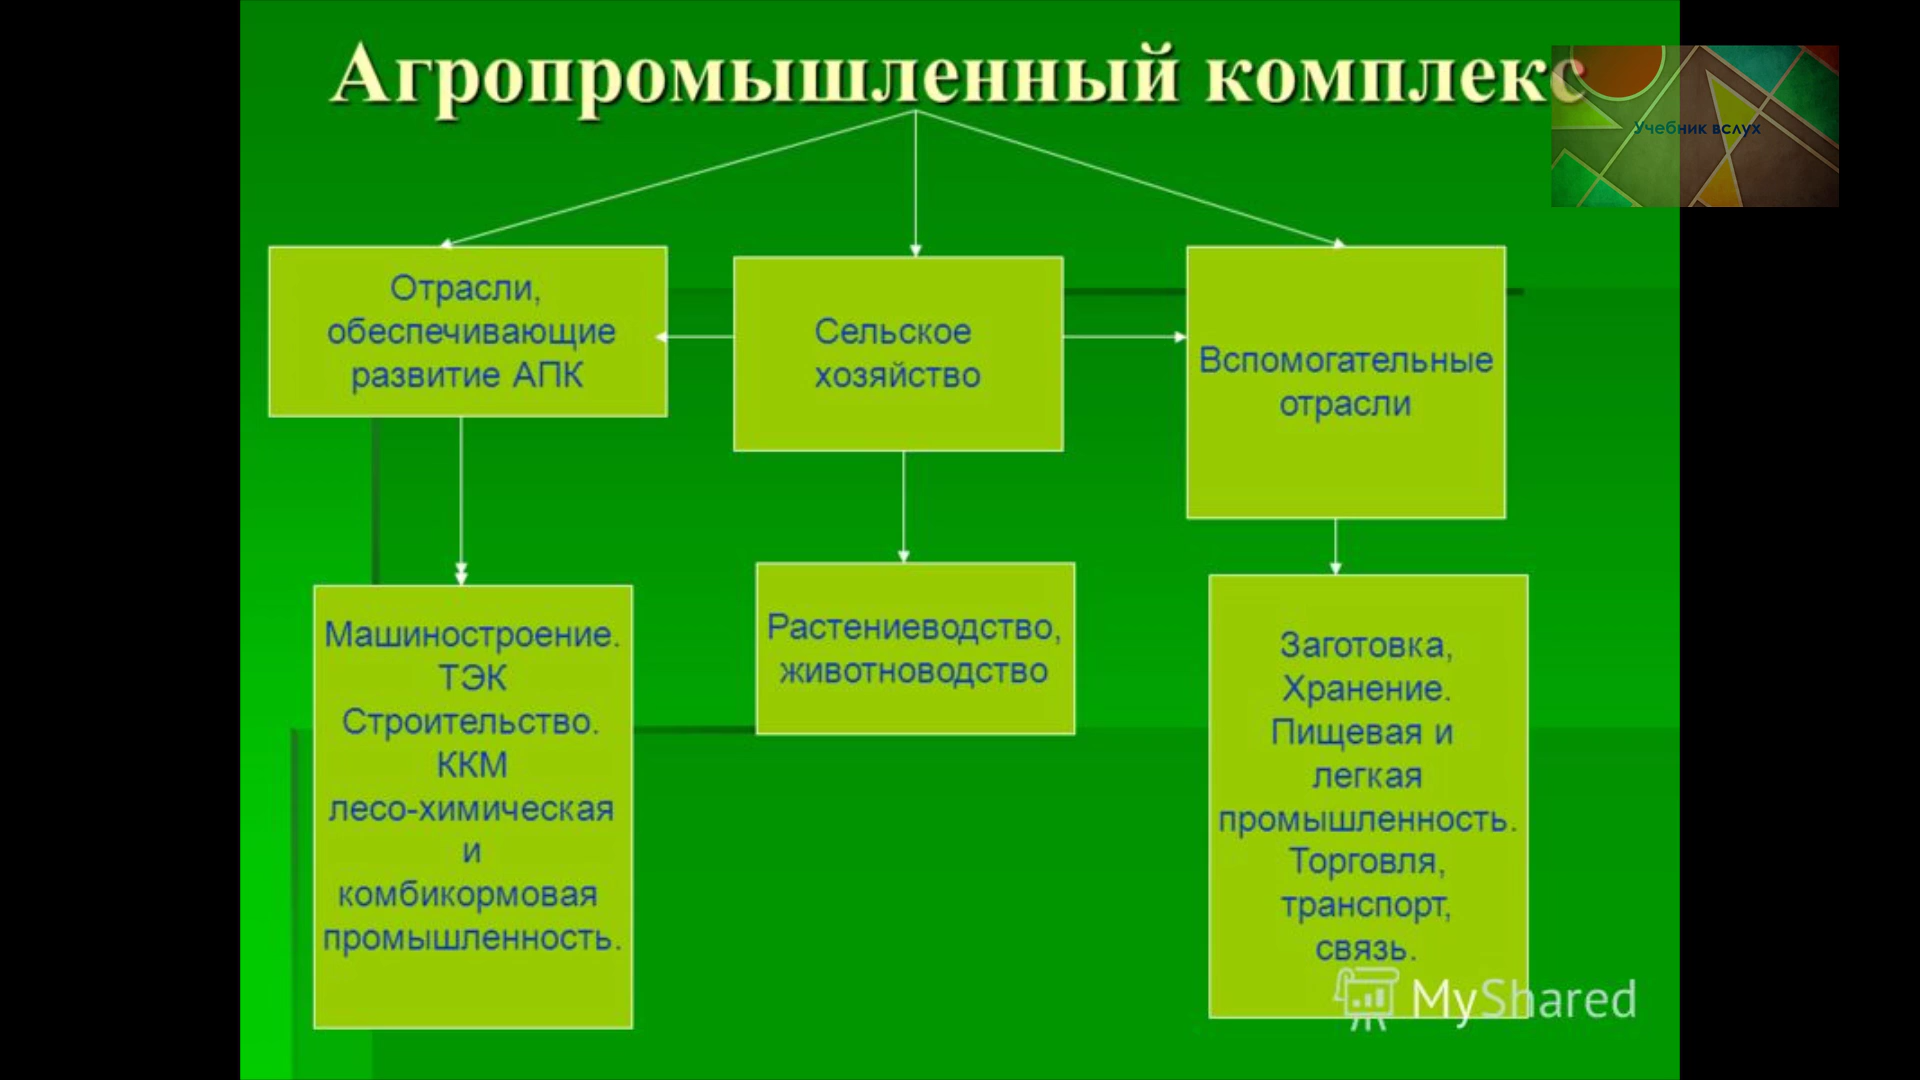 Агропромышленный комплекс
Учебник вслух
Отрасли,
обеспечивающие
развитие АПК
Сельское
хозяйство
Вспомогательные
отрасли
Машиностроение.
ТЭК
Строительство.
ККМ
лесо-химическая
и
комбикормовая
промышленность.
Растениеводство,
животноводство
Заготовка,
Хранение.
Пищевая и
легкая
промышленность.
Торговля,
транспорт,
связь.
MyShared